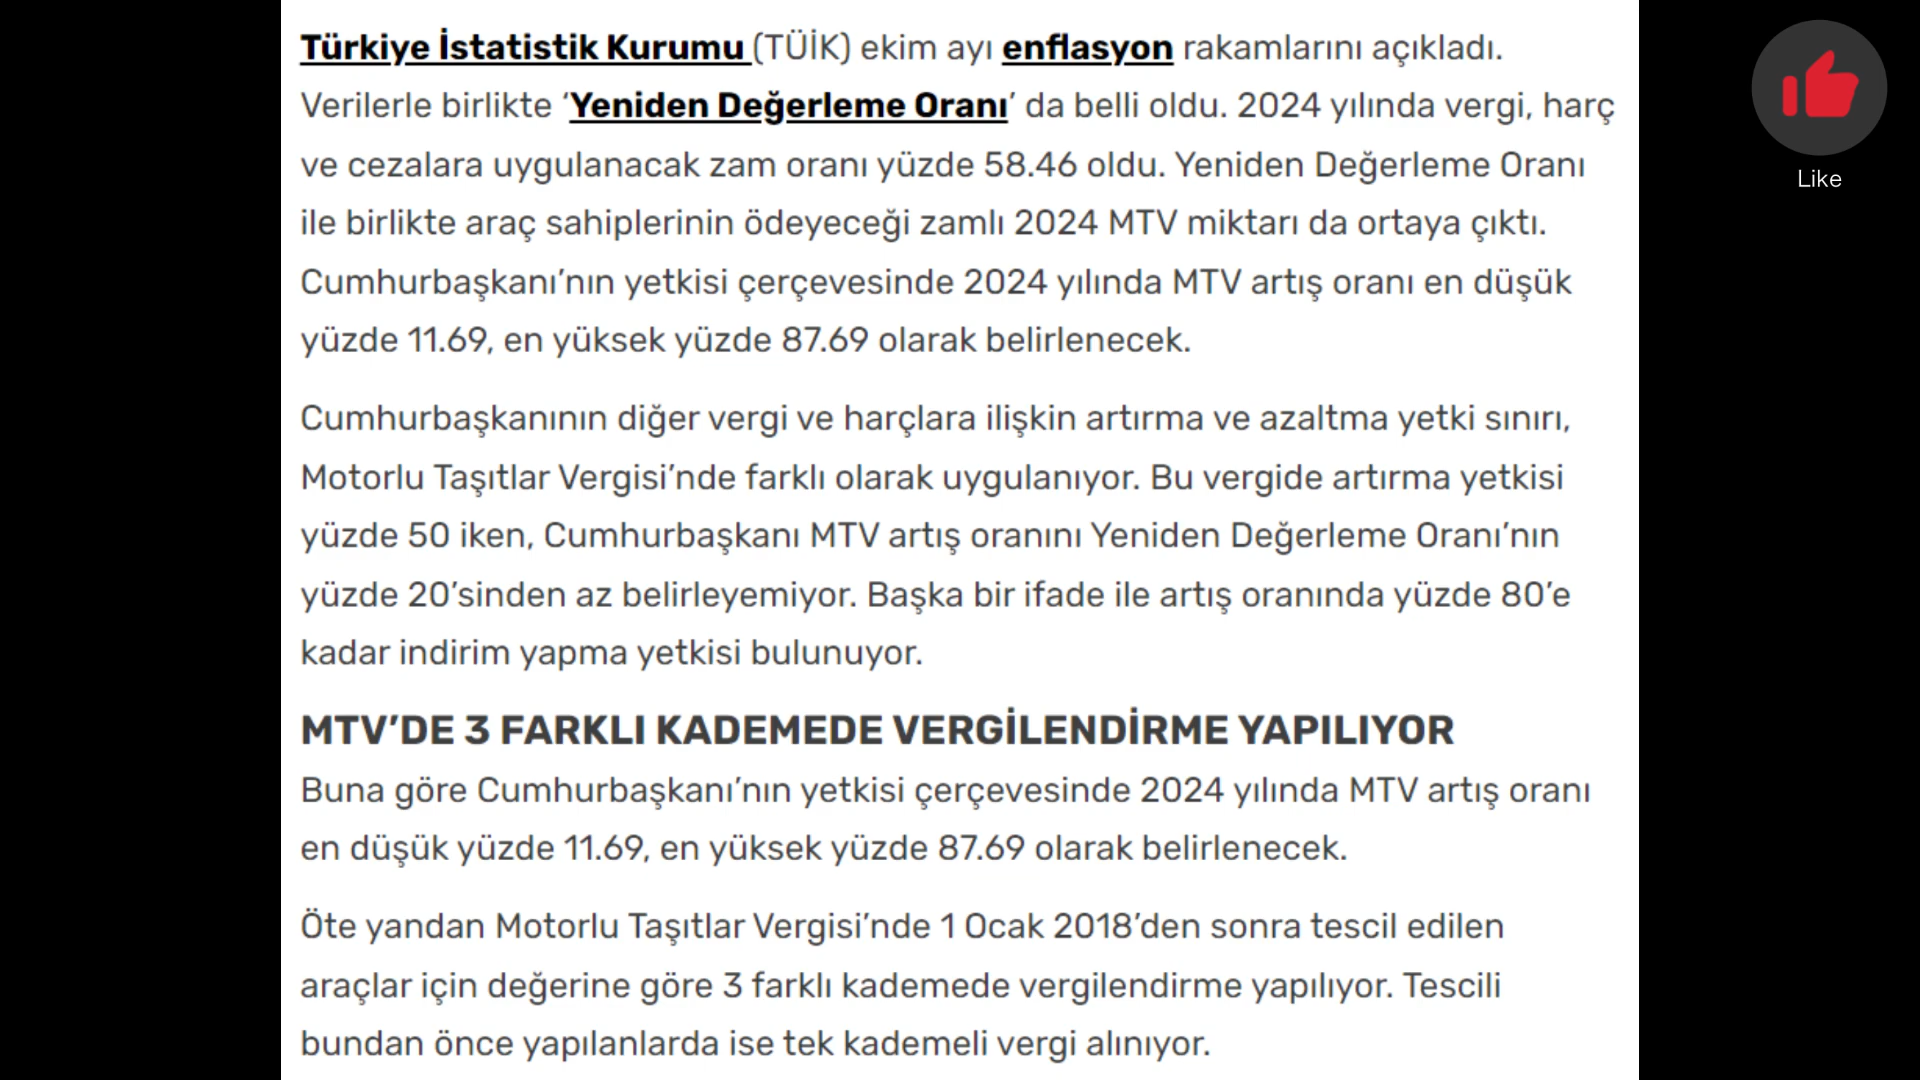 Türkiye İstatistik Kurumu (TÜİK) ekim ayı enflasyon rakamlarını açıkladı.
Verilerle birlikte ‘Yeniden Değerleme Oranı’ da belli oldu. 2024 yılında vergi, harç
ve cezalara uygulanacak zam oranı yüzde 58.46 oldu. Yeniden Değerleme Oranı
ile birlikte araç sahiplerinin ödeyeceği zamlı 2024 MTV miktarı da ortaya çıktı.
Cumhurbaşkanı’nın yetkisi çerçevesinde 2024 yılında MTV artış oranı en düşük
yüzde 11.69, en yüksek yüzde 87.69 olarak belirlenecek.
Cumhurbaşkanının diğer vergi ve harçlara ilişkin artırma ve azaltma yetki sınırı,
Motorlu Taşıtlar Vergisi’nde farklı olarak uygulanıyor. Bu vergide artırma yetkisi
yüzde 50 iken, Cumhurbaşkanı MTV artış oranını Yeniden Değerleme Oranı’nın
yüzde 20’sinden az belirleyemiyor. Başka bir ifade ile artış oranında yüzde 80’e
kadar indirim yapma yetkisi bulunuyor.
MTV’DE 3 FARKLI KADEMEDE VERGİLENDİRME YAPILIYOR
Buna göre Cumhurbaşkanı’nın yetkisi çerçevesinde 2024 yılında MTV artış oranı
en düşük yüzde 11.69, en yüksek yüzde 87.69 olarak belirlenecek.
Öte yandan Motorlu Taşıtlar Vergisi’nde 1 Ocak 2018’den sonra tescil edilen
araçlar için değerine göre 3 farklı kademede vergilendirme yapılıyor. Tescili
bundan önce yapılanlarda ise tek kademeli vergi alınıyor.
Like